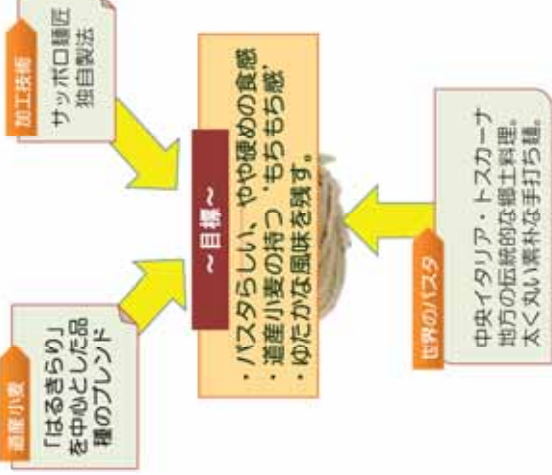 道産小麦
「はるきらり」
を中心とした品
種のブレンド
加工技術
サッポロ麺匠
独自製法
～目標～
・パスタらしい、やや硬めの食感
・道産小麦の持つ‘もちもち感’
・ゆたかな風味を残す。
世界のパスタ
中央イタリア・トスカーナ
地方の伝統的な郷土料理。
太く丸い素朴な手打ち麺。